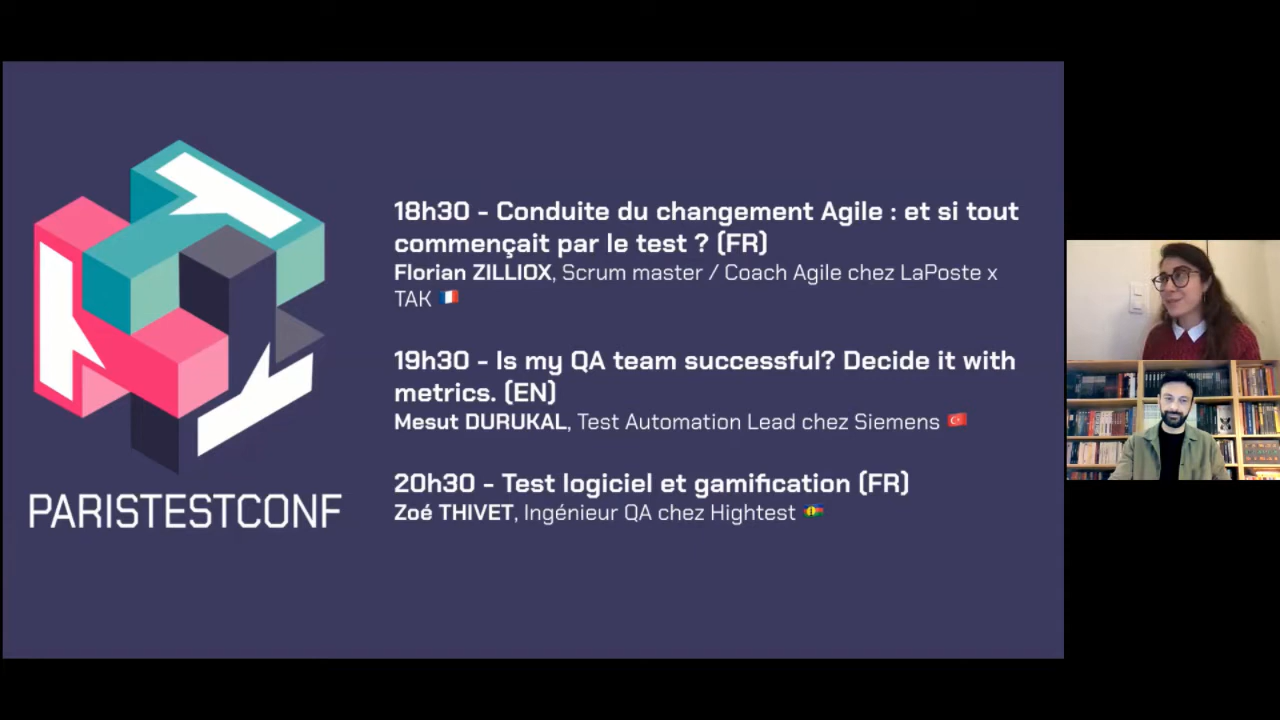 18h30 - Conduite du changement Agile : et si tout
commençait par le test ? (FR)
Florian ZILLIOX, Scrum master / Coach Agile chez LaPoste x
TAK 🇫🇷
19h30 - Is my QA team successful? Decide it with
metrics. (EN)
Mesut DURUKAL, Test Automation Lead chez Siemens 🇹🇷
20h30 - Test logiciel et gamification (FR)
Zoé THIVET, Ingénieur QA chez Hightest 🇳🇨
PARISTESTCONF